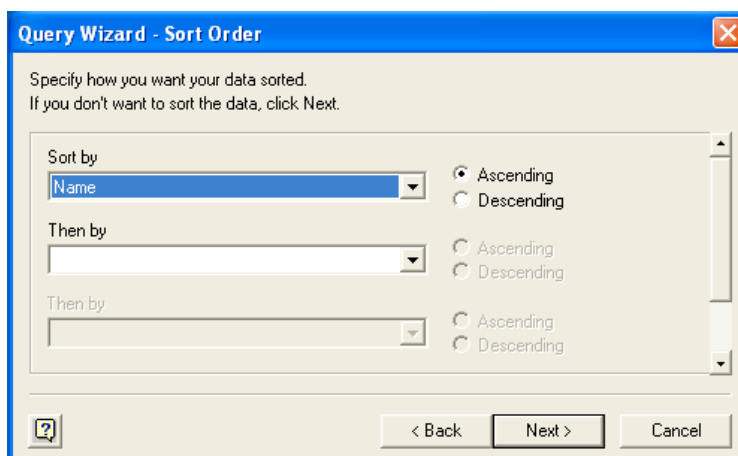 Query Wizard - Sort Order
Specify how you want your data sorted.
If you don't want to sort the data, click Next.
Sort by
Name
Ascending
Descending
Then by
Ascending
Descending
Then by
Ascending
Descending
?
< Back
Next >
Cancel